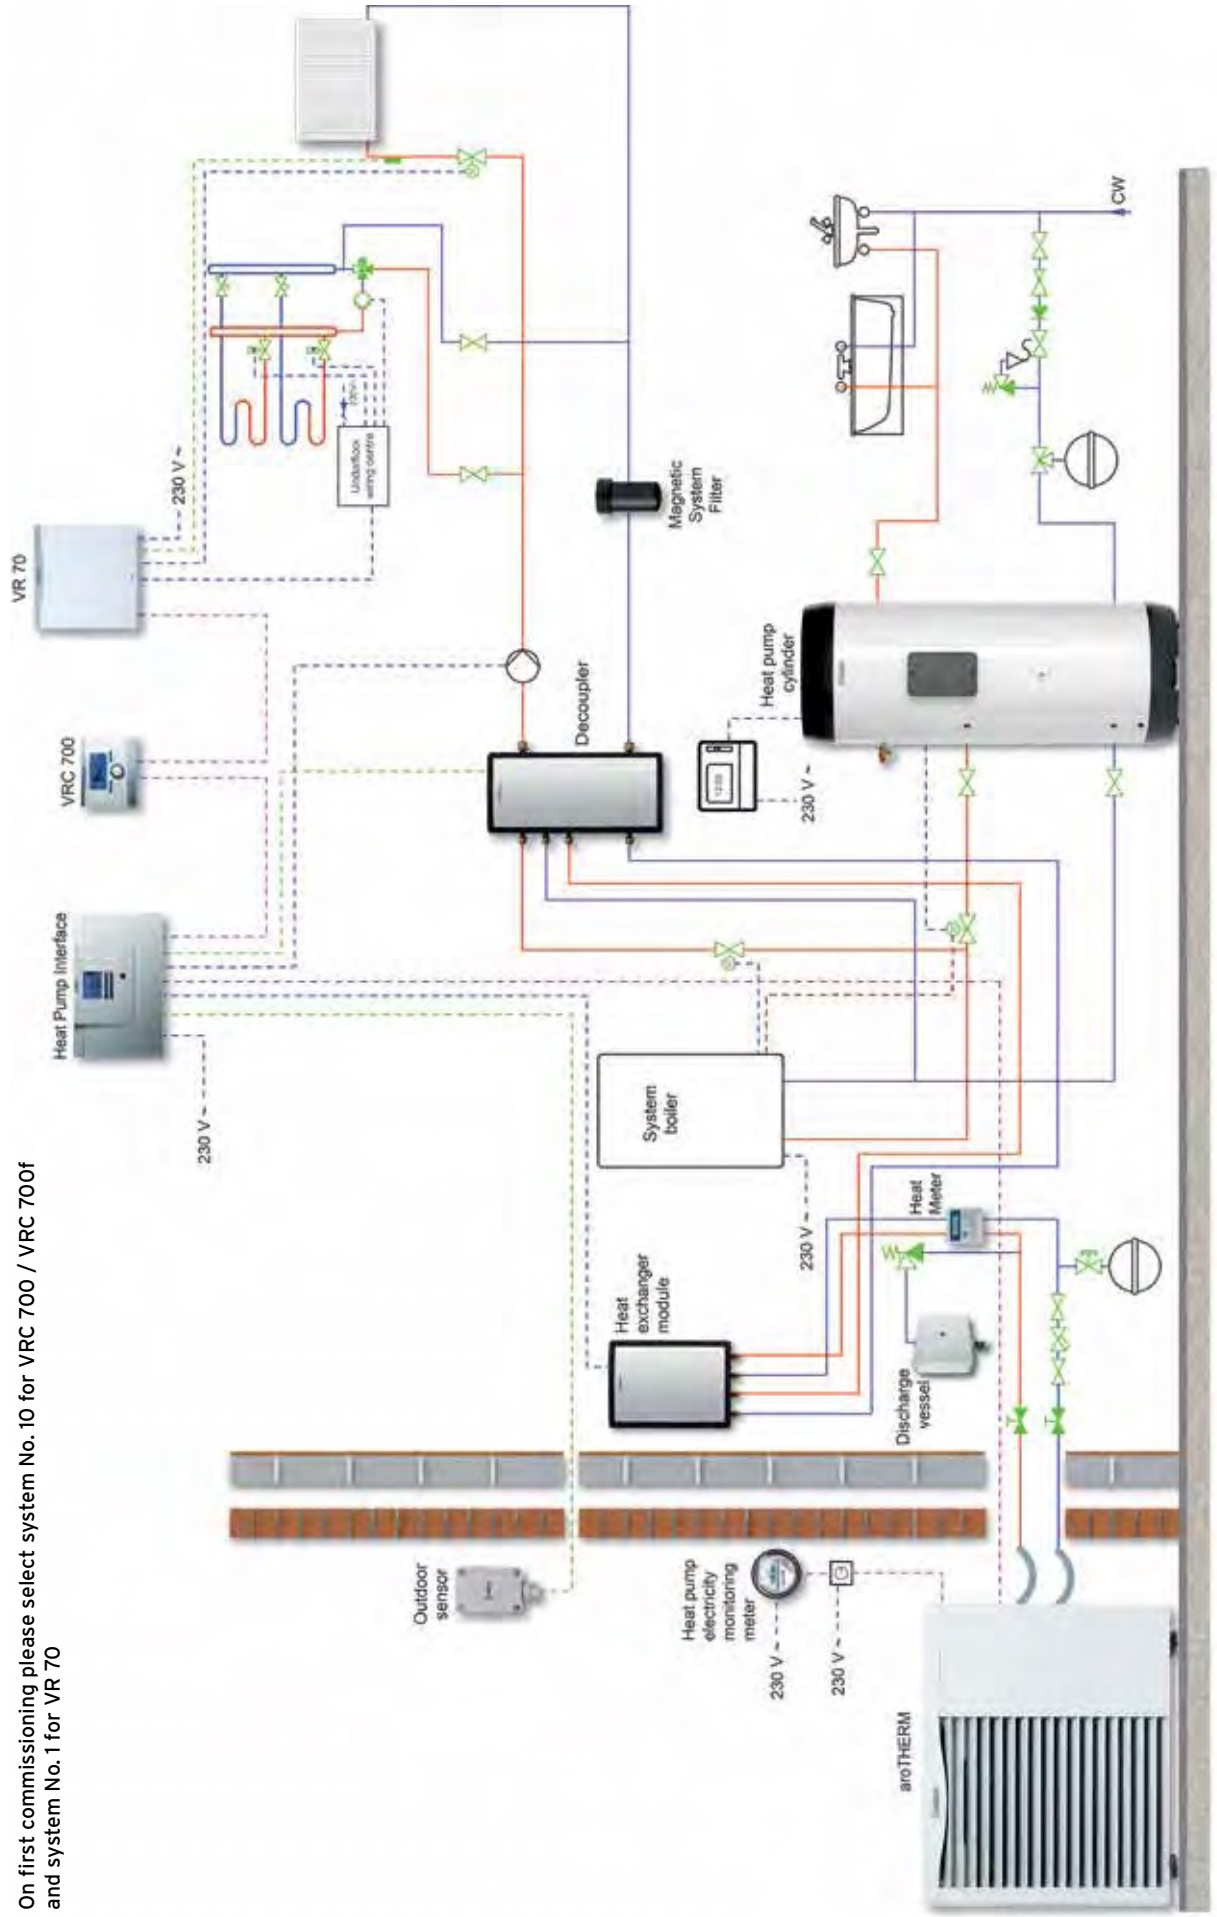 On first commissioning please select system No. 10 for VRC 700 / VRC 700f
and system No. 1 for VR 70
Heat Pump Interface
VRC 700
VR 70
230 V ~
230 V ~
Underfloor
wiring centre
230V~
Outdoor
sensor
Decoupler
Magnetic
System
Filter
Heat
exchanger
module
System
boiler
230 V ~
Heat pump
electricity
monitoring
meter
230 V ~
230 V ~
230 V ~
Heat pump
cylinder
Discharge
vessel
Heat
Meter
aroTHERM
CW